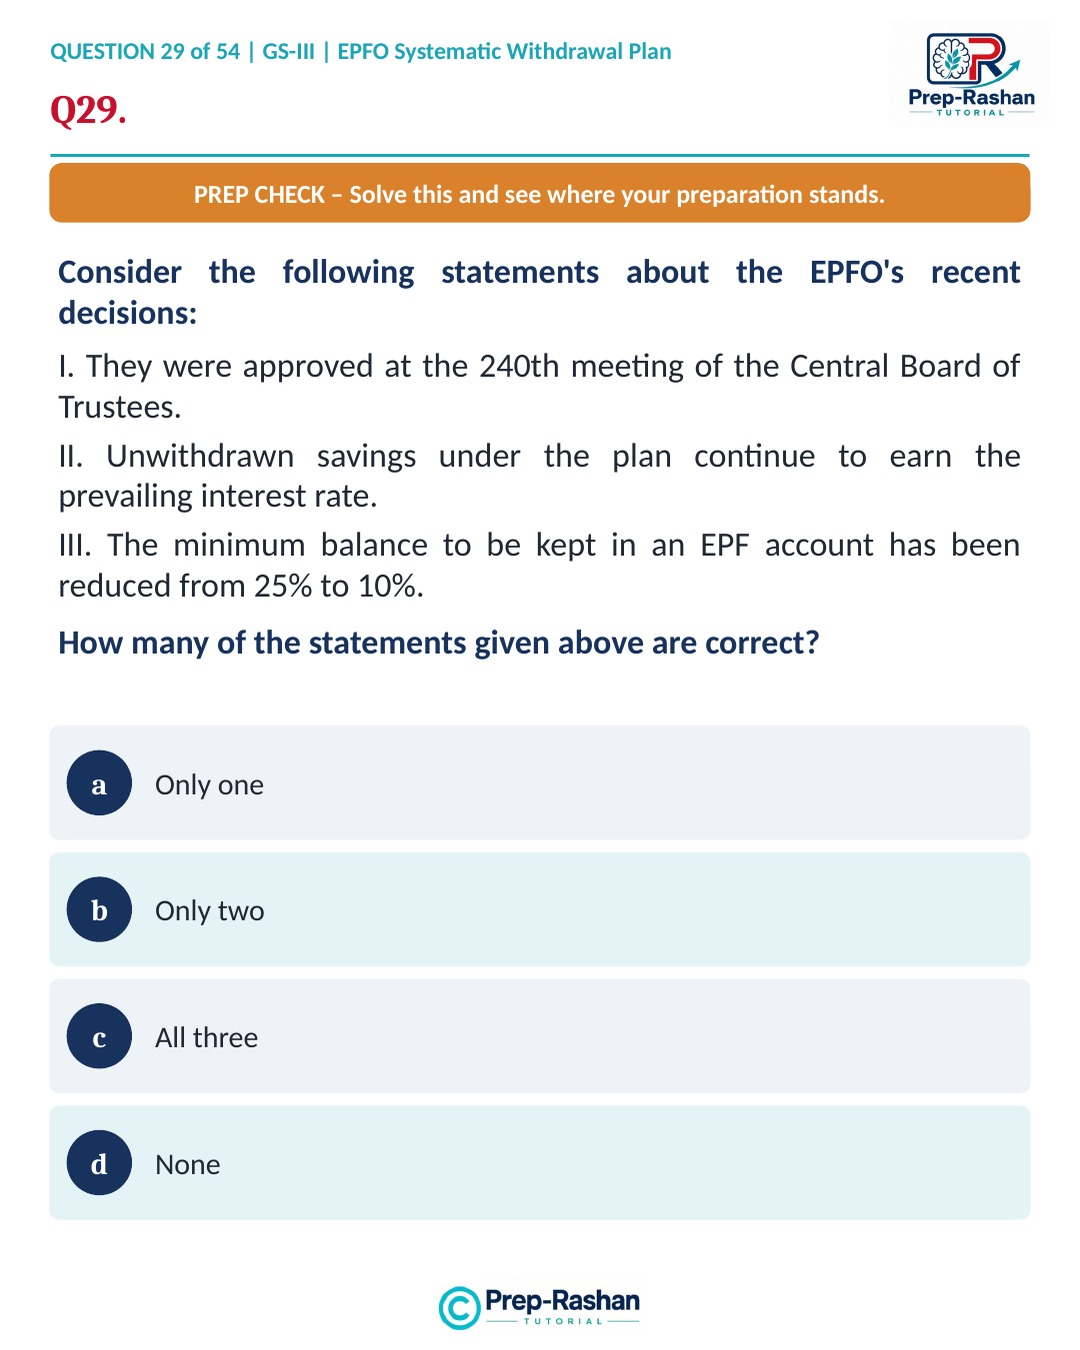 QUESTION 29 of 54 | GS-III | EPFO Systematic Withdrawal Plan
Prep-Rashan
TUTORIAL
Q29.
PREP CHECK – Solve this and see where your preparation stands.
Consider the following statements about the EPFO's recent
decisions:
I. They were approved at the 240th meeting of the Central Board of
Trustees.
II. Unwithdrawn savings under the plan continue to earn the
prevailing interest rate.
III. The minimum balance to be kept in an EPF account has been
reduced from 25% to 10%.
How many of the statements given above are correct?
a Only one
b Only two
c All three
d None
© Prep-Rashan
TUTORIAL